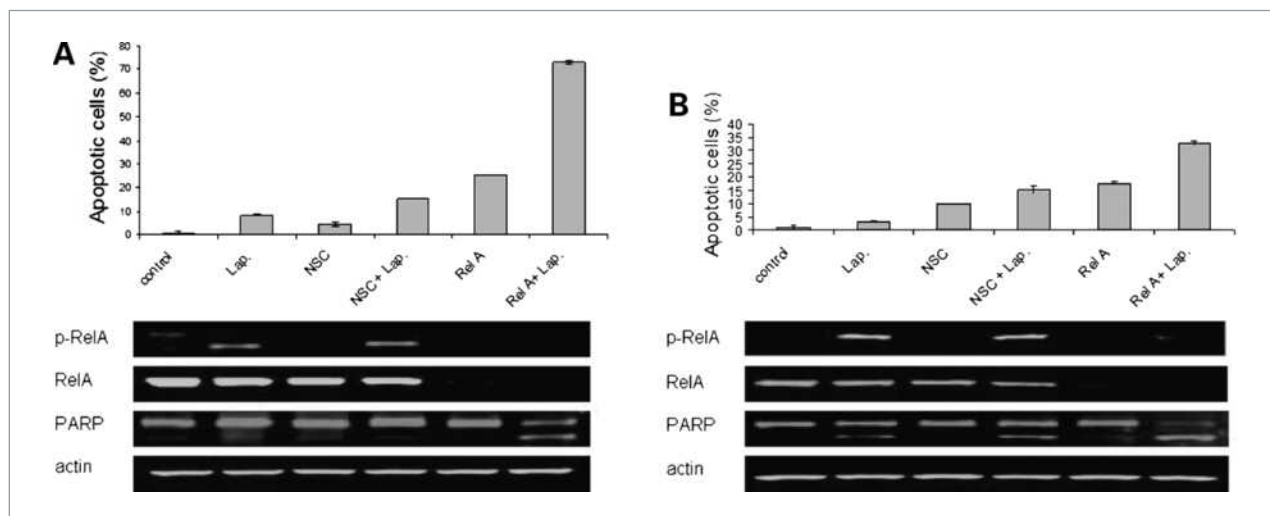 A
Apoptotic cells (%)
80
70
60
50
40
30
20
10
0
control
Lap.
NSC
NSC + Lap.
Rel A
Rel A+ Lap.
p-RelA
RelA
PARP
actin
B
Apoptotic cells (%)
40
35
30
25
20
15
10
5
0
control
Lap.
NSC
NSC + Lap.
Rel A
Rel A+ Lap.
p-RelA
RelA
PARP
actin